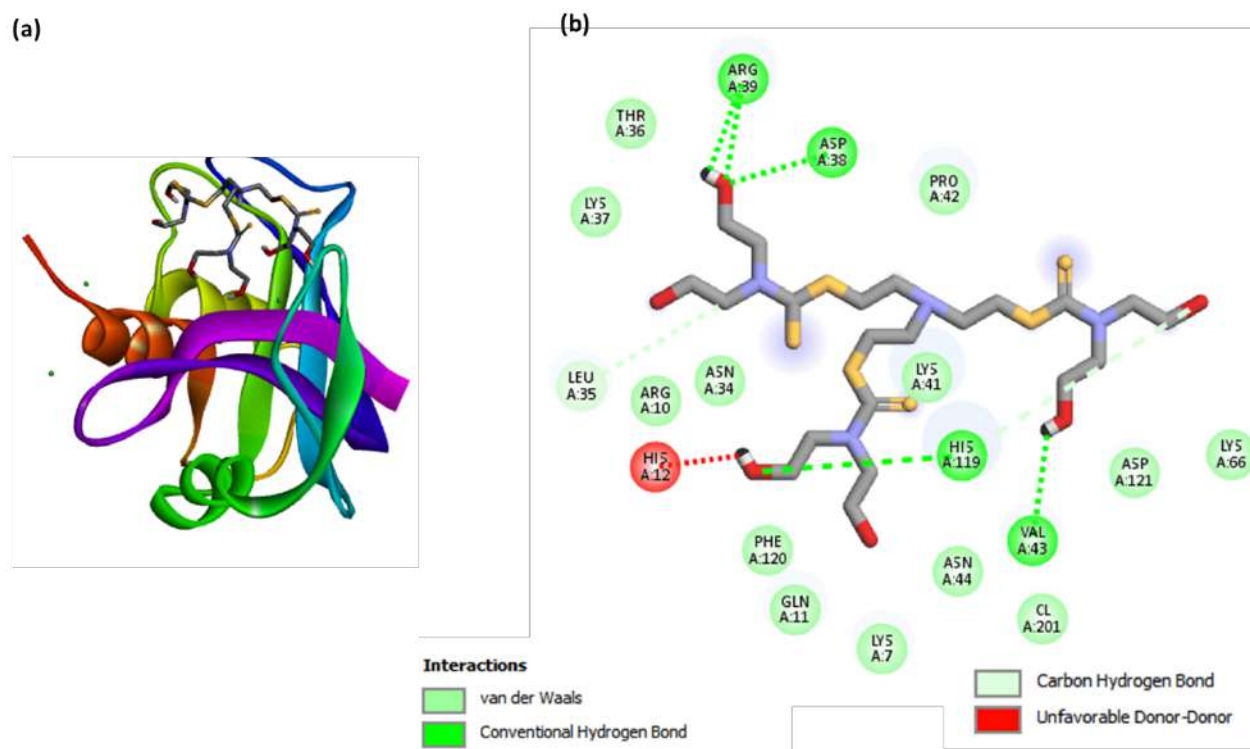 (a)
(b)
ARG
A:39
THR
A:36
ASP
A:38
PRO
A:42
LYS
A:37
LEU
A:35
ARG
A:10
ASN
A:34
LYS
A:41
HIS
A:12
HIS
A:119
ASP
A:121
LYS
A:66
VAL
A:43
PHE
A:120
ASN
A:44
GLN
A:11
CL
A:201
LYS
A:7
Interactions
van der Waals
Conventional Hydrogen Bond
Carbon Hydrogen Bond
Unfavorable Donor-Donor